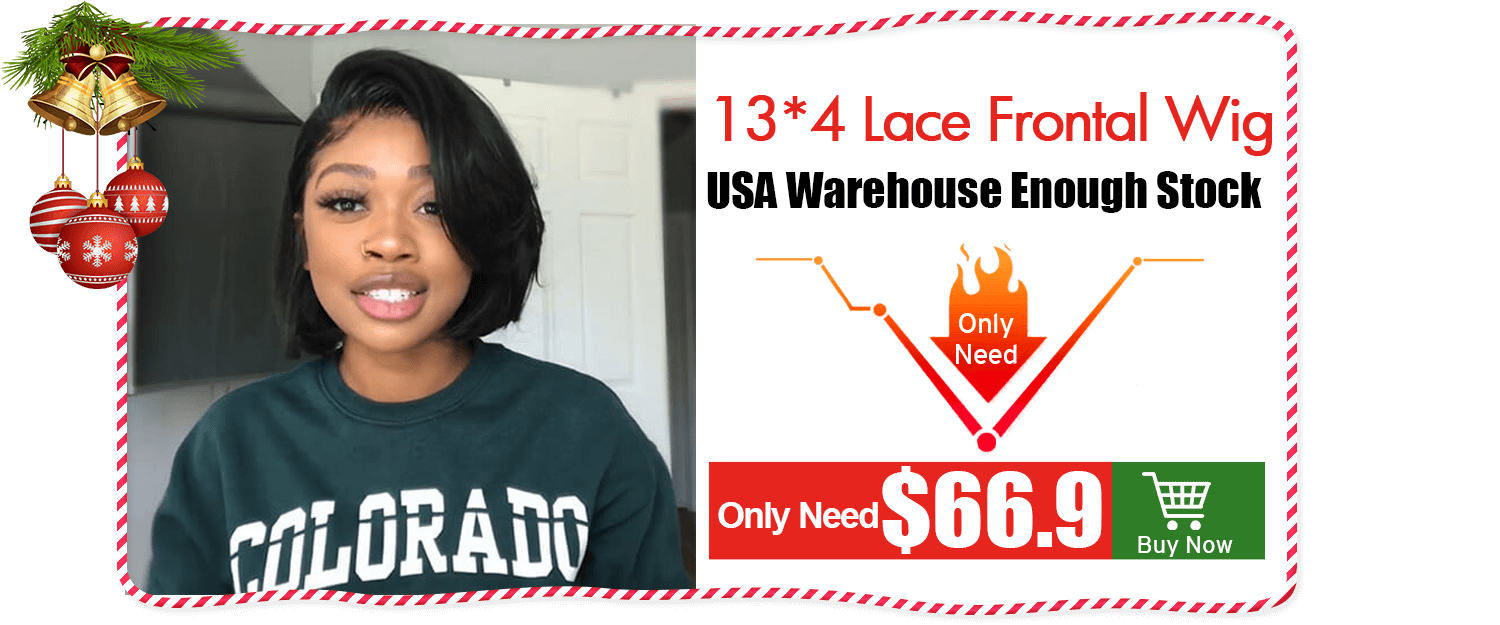 13*4 Lace Frontal Wig
USA Warehouse Enough Stock
Only
Need
Only Need $66.9
Buy Now
COLORADO